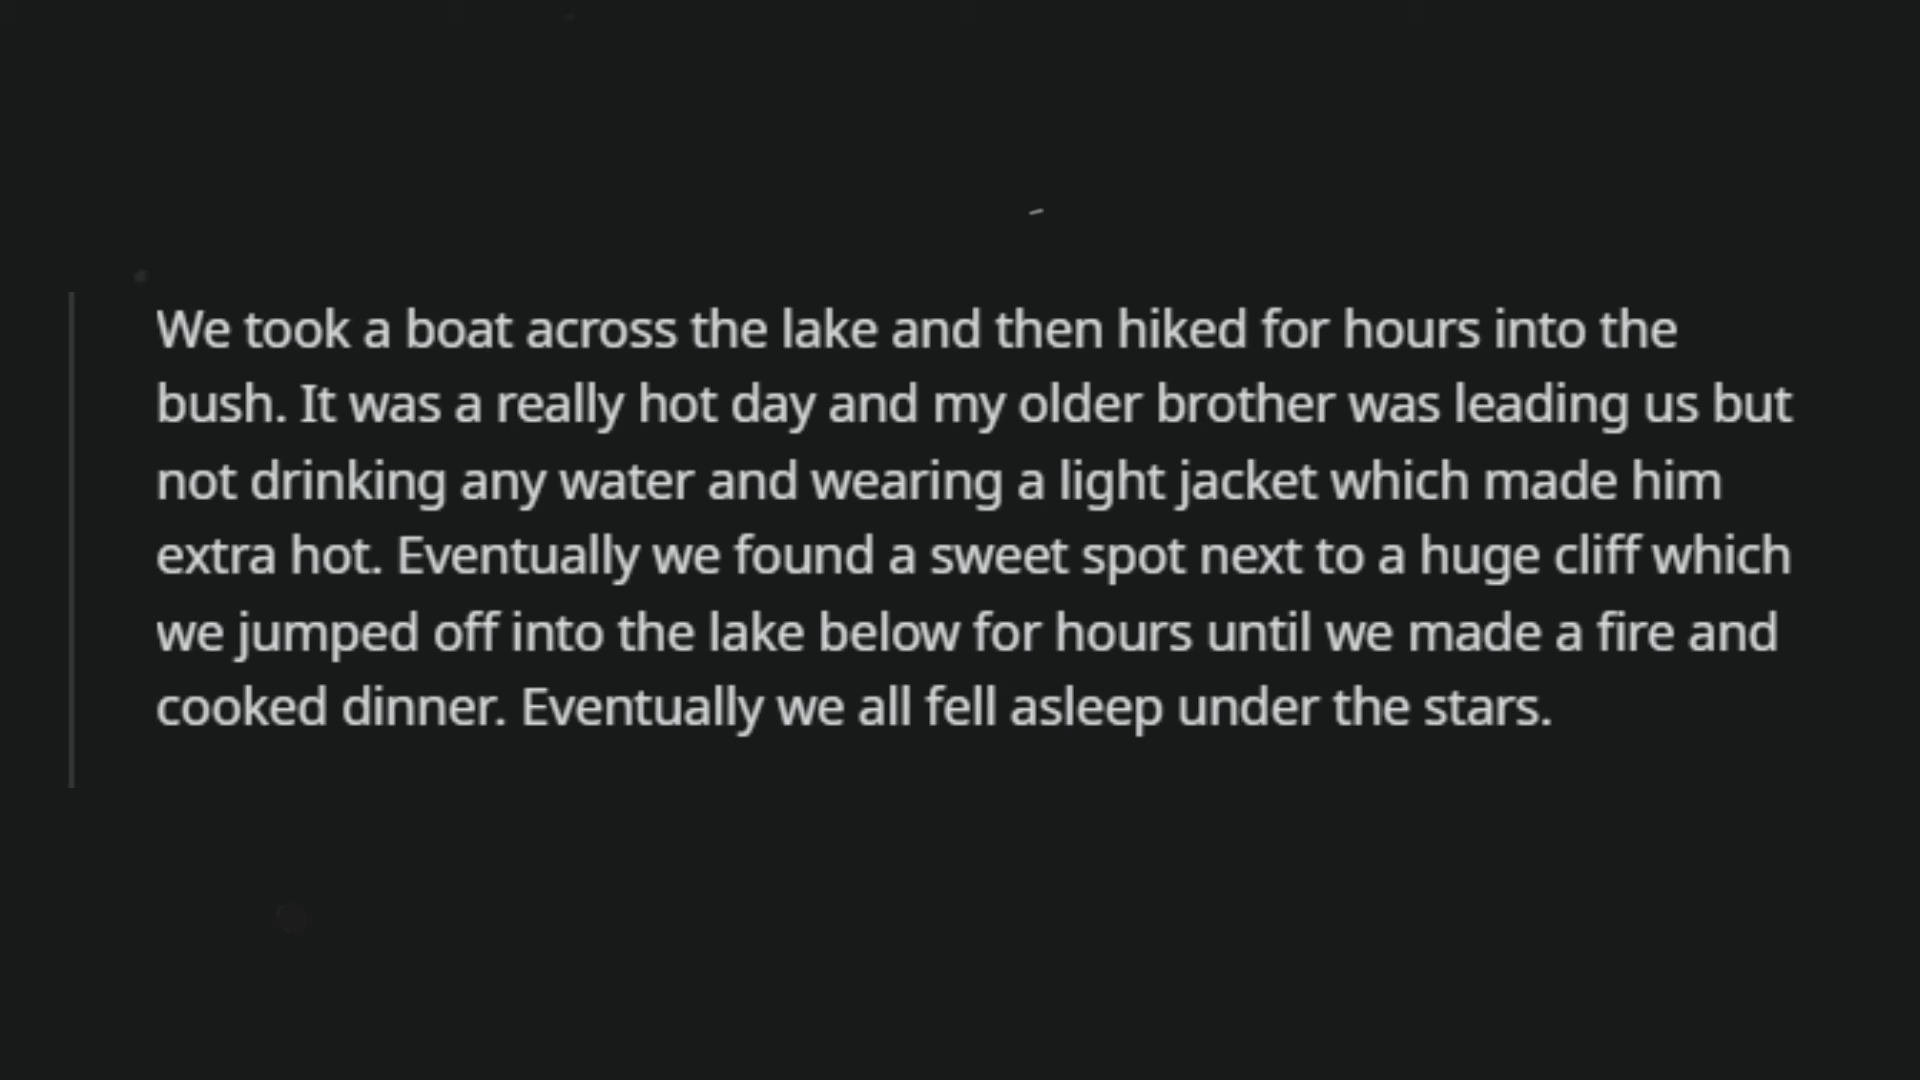 We took a boat across the lake and then hiked for hours into the
bush. It was a really hot day and my older brother was leading us but
not drinking any water and wearing a light jacket which made him
extra hot. Eventually we found a sweet spot next to a huge cliff which
we jumped off into the lake below for hours until we made a fire and
cooked dinner. Eventually we all fell asleep under the stars.